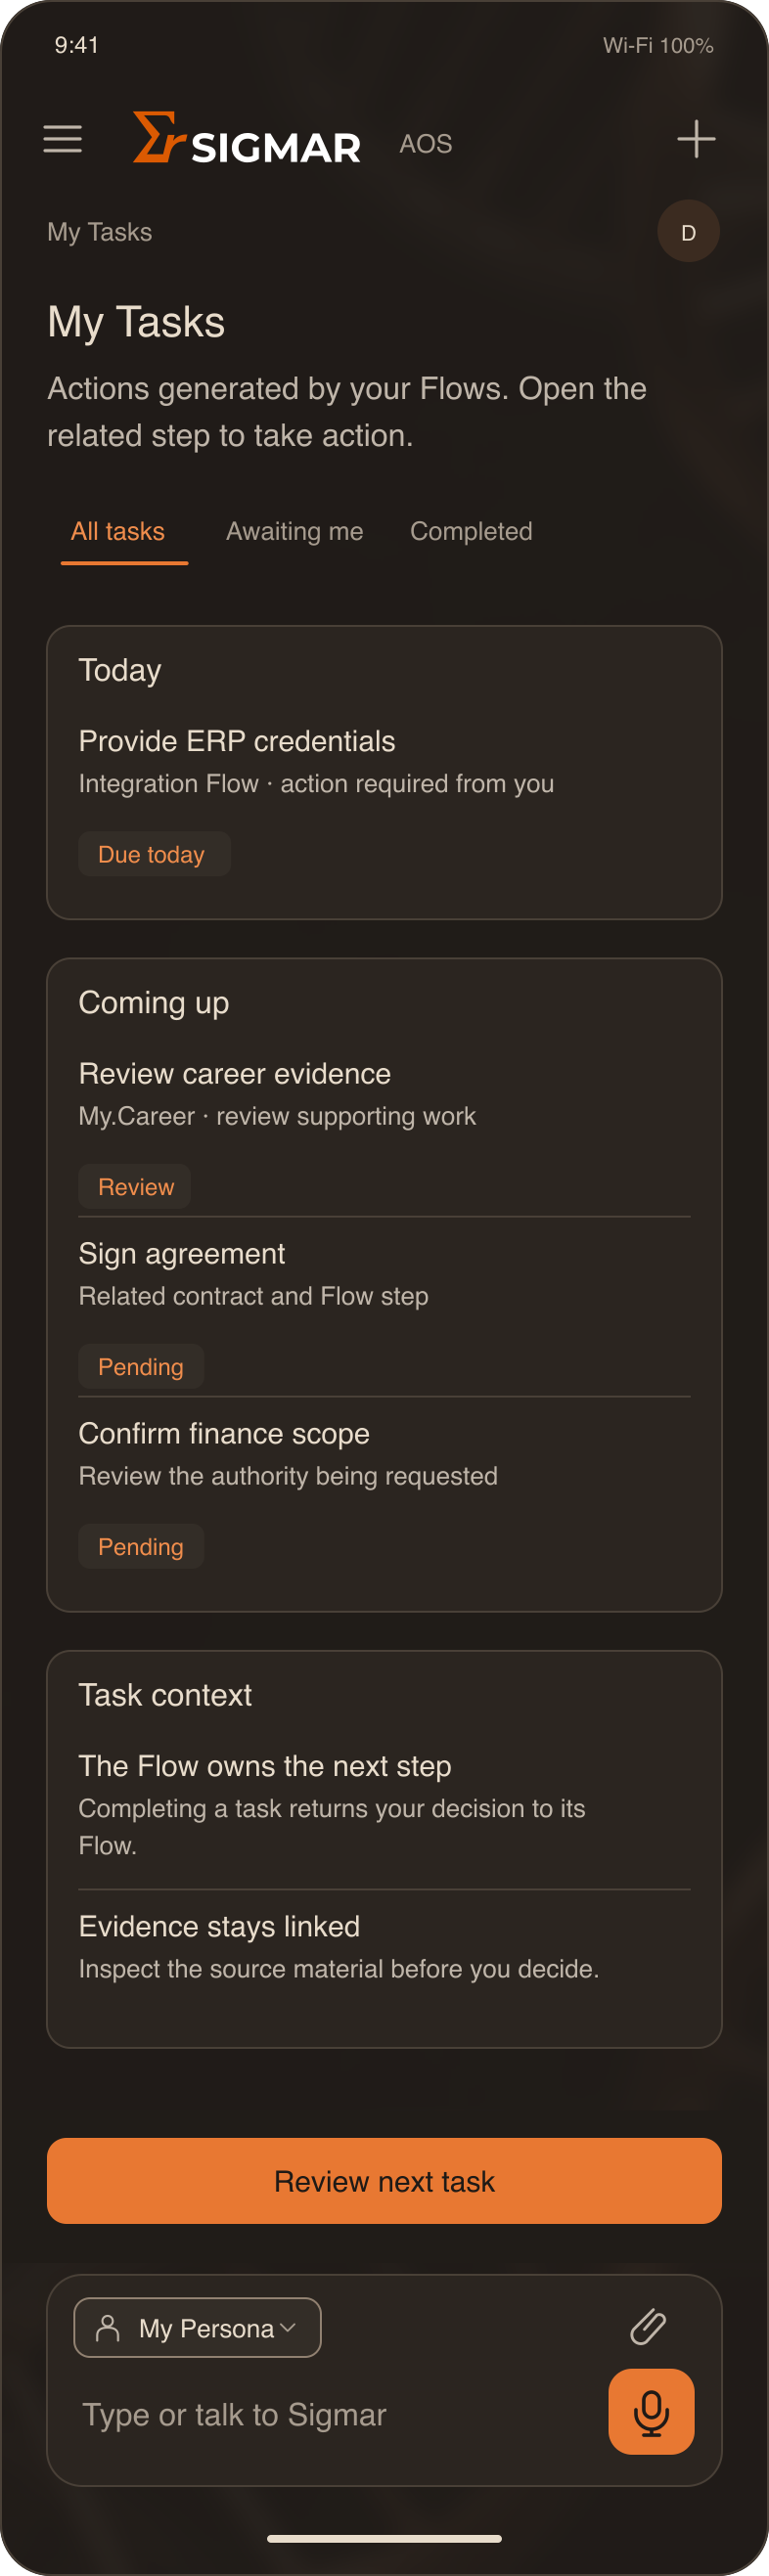 9:41
Wi-Fi 100%
Σr SIGMAR AOS
My Tasks
D
My Tasks
Actions generated by your Flows. Open the
related step to take action.
All tasks
Awaiting me
Completed
Today
Provide ERP credentials
Integration Flow · action required from you
Due today
Coming up
Review career evidence
My.Career · review supporting work
Review
Sign agreement
Related contract and Flow step
Pending
Confirm finance scope
Review the authority being requested
Pending
Task context
The Flow owns the next step
Completing a task returns your decision to its
Flow.
Evidence stays linked
Inspect the source material before you decide.
Review next task
My Persona
Type or talk to Sigmar